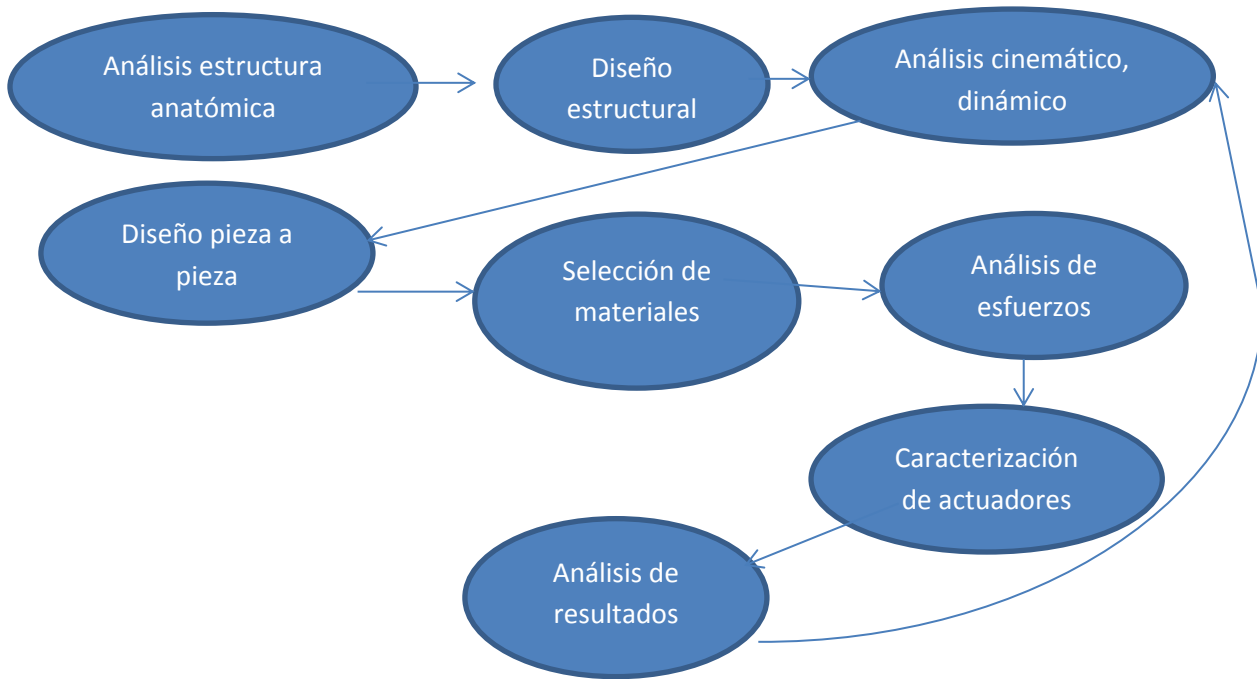 Análisis estructura
anatómica
Diseño
estructural
Análisis cinemático,
dinámico
Diseño pieza a
pieza
Selección de
materiales
Análisis de
esfuerzos
Caracterización
de actuadores
Análisis de
resultados